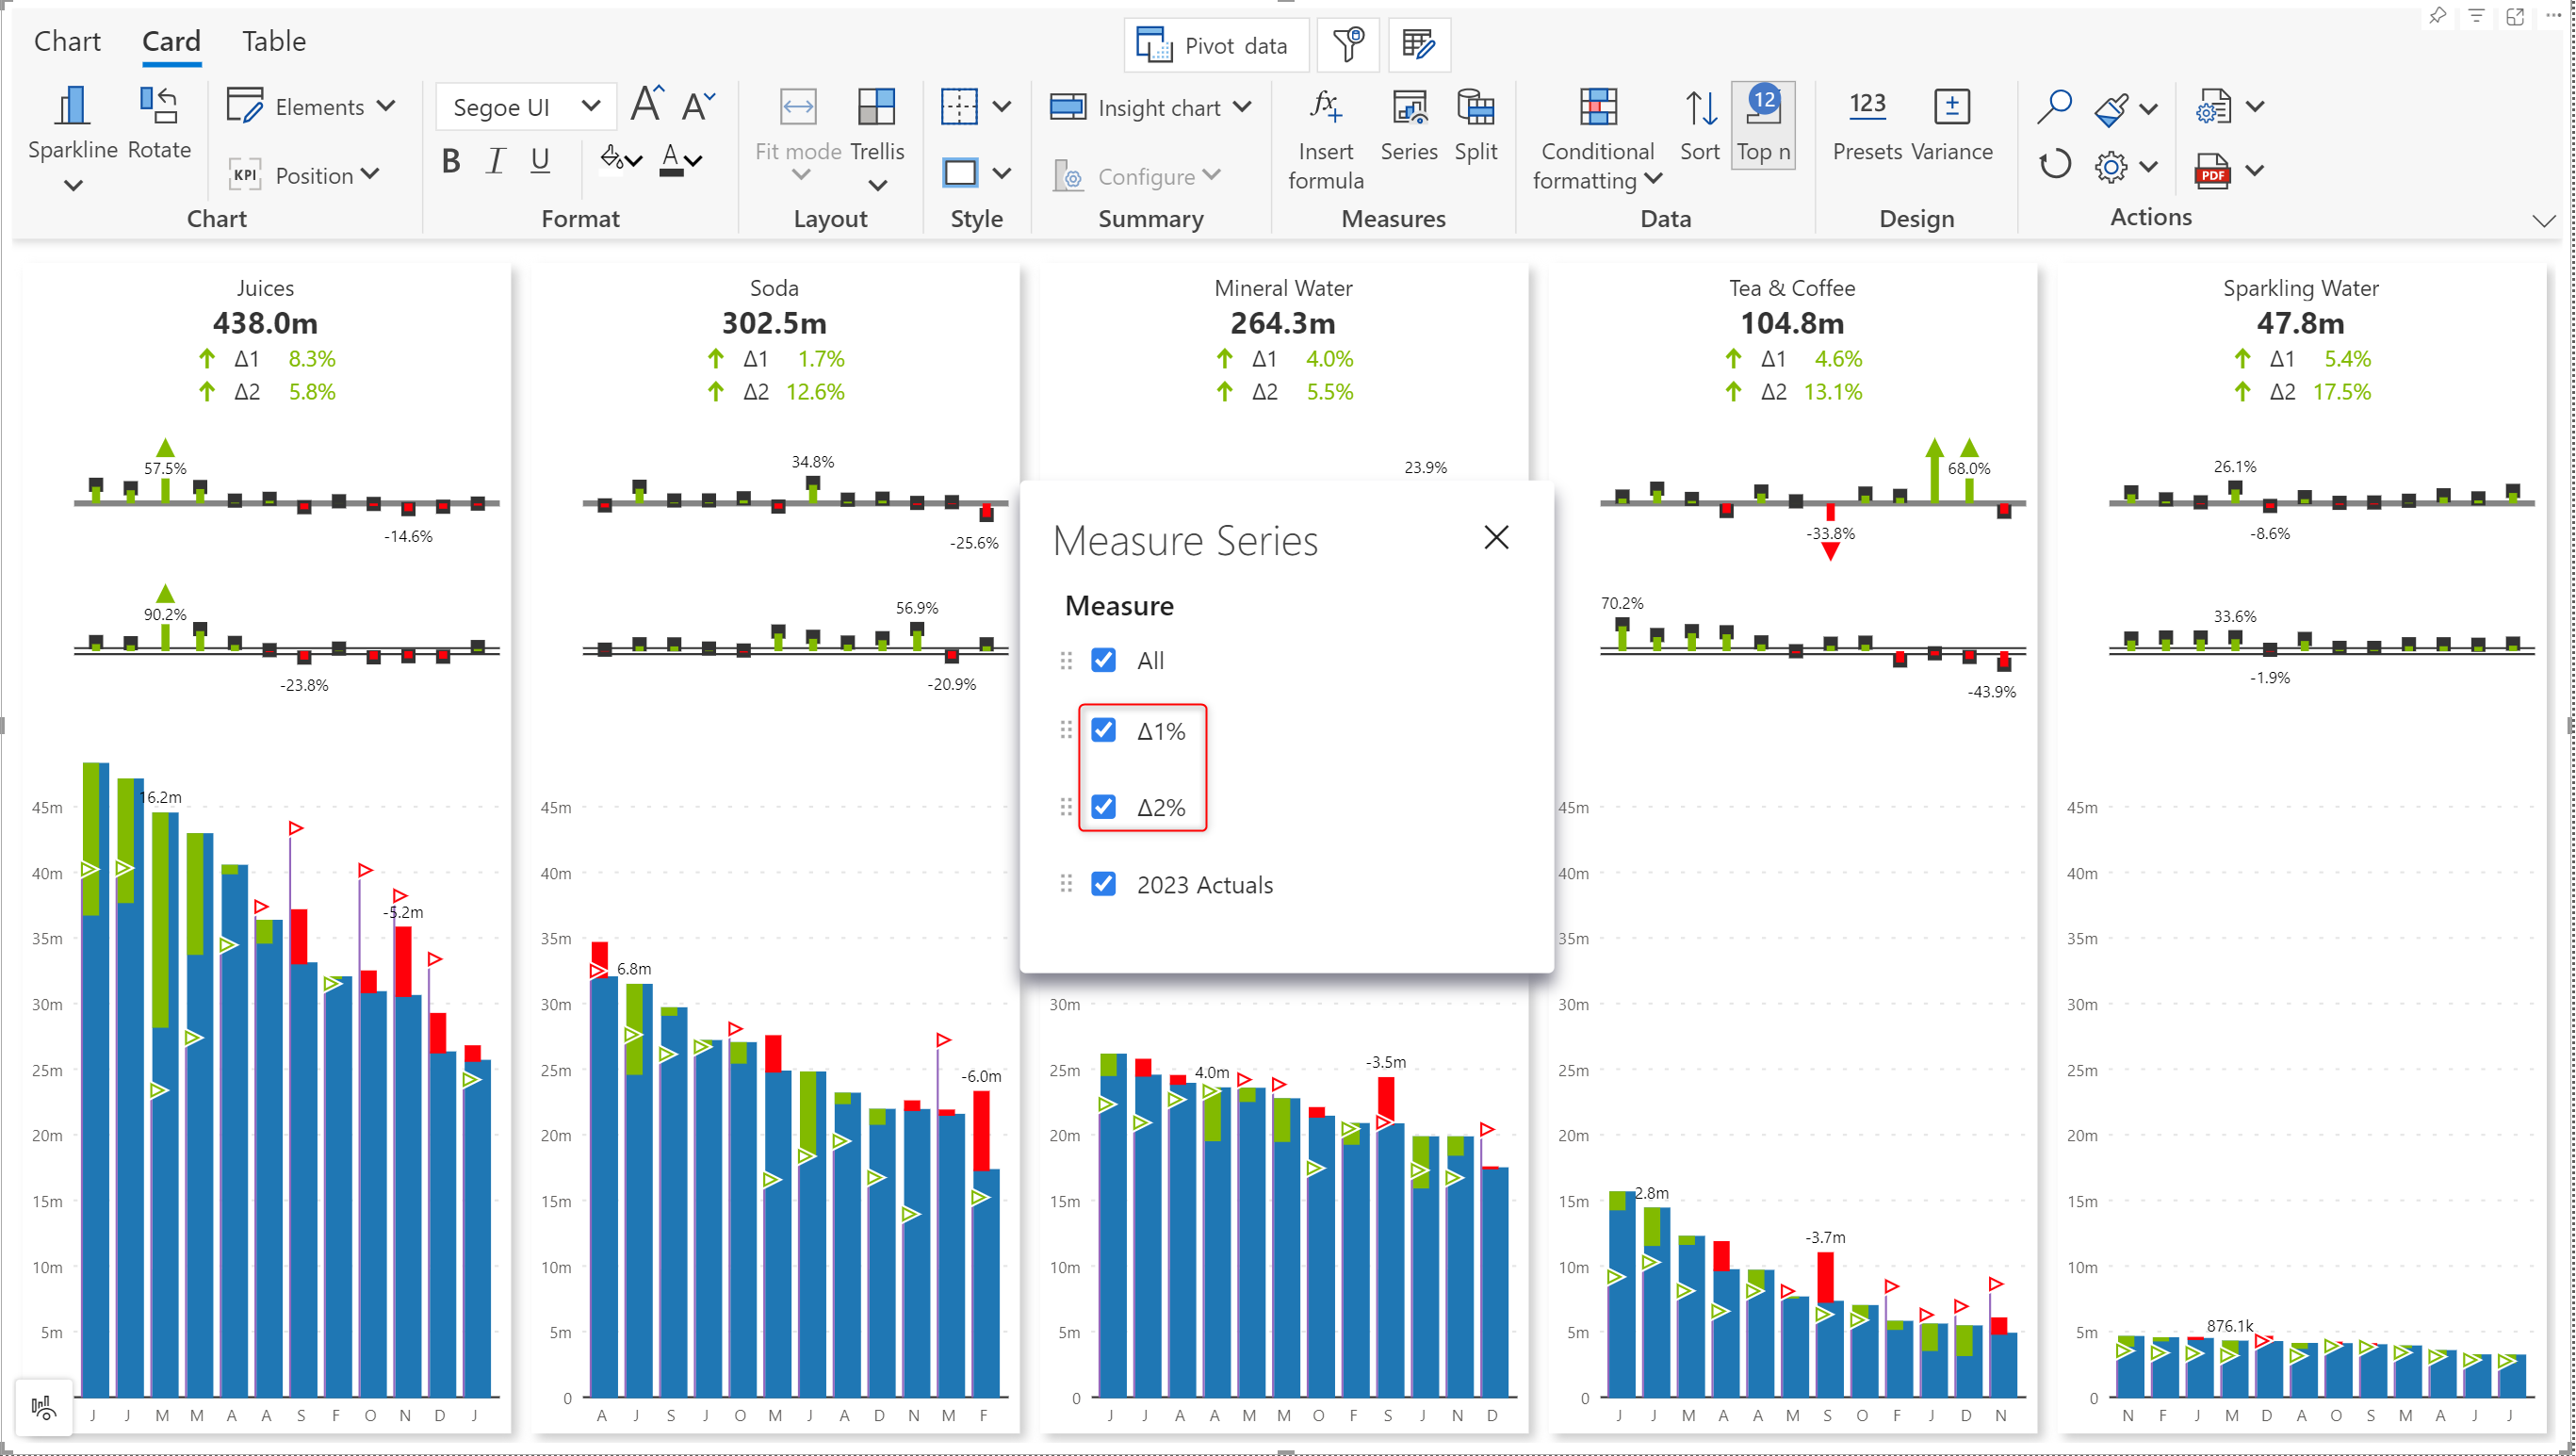 Chart Card Table
Pivot data
Sparkline Rotate
Elements
KPI Position
Chart
Segoe UI A A
B I U A
Format
Fit mode Trellis
Layout
Style
Insight chart
Configure
Summary
fx
Insert formula Series Split
Measures
Conditional formatting Sort 12 Top n
Data
123 Presets Variance
Design
PDF
Actions
Juices
438.0m
Δ1 8.3%
Δ2 5.8%
57.5%
-14.6%
90.2%
-23.8%
16.2m
-5.2m
45m
40m
35m
30m
25m
20m
15m
10m
5m
J J M M A A S F O N D J
Soda
302.5m
Δ1 1.7%
Δ2 12.6%
34.8%
-25.6%
56.9%
-20.9%
6.8m
-6.0m
45m
40m
35m
30m
25m
20m
15m
10m
5m
0
A J S J O M J A D N M F
Mineral Water
264.3m
Δ1 4.0%
Δ2 5.5%
23.9%
Measure Series
Measure
All
Δ1%
Δ2%
2023 Actuals
4.0m
-3.5m
30m
25m
20m
15m
10m
5m
0
J J A A M M O F S J N D
Tea & Coffee
104.8m
Δ1 4.6%
Δ2 13.1%
68.0%
-33.8%
70.2%
-43.9%
2.8m
-3.7m
45m
40m
35m
30m
25m
20m
15m
10m
5m
0
J J M A A M S O F J D N
Sparkling Water
47.8m
Δ1 5.4%
Δ2 17.5%
26.1%
-8.6%
33.6%
-1.9%
876.1k
45m
40m
35m
30m
25m
20m
15m
10m
5m
0
N F J M D A O S M A J J